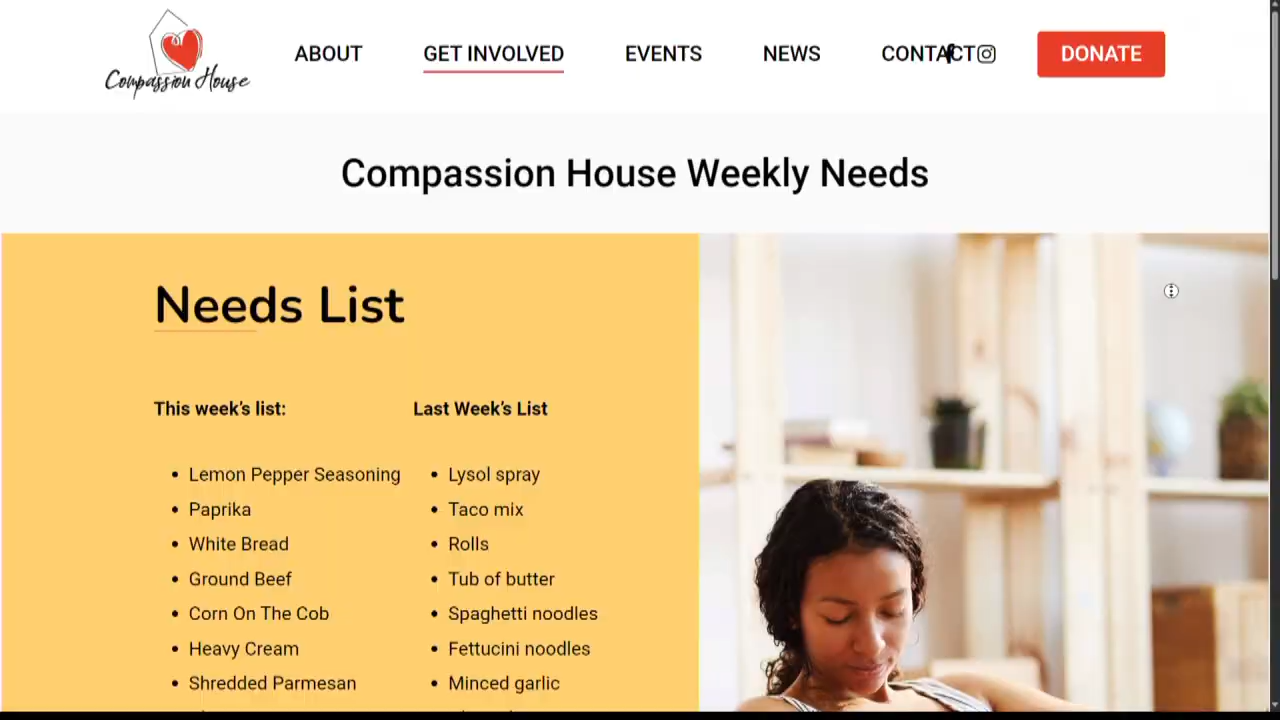 Compassion House
ABOUT
GET INVOLVED
EVENTS
NEWS
CONTACT
DONATE
Compassion House Weekly Needs
Needs List
This week's list:
Lemon Pepper Seasoning
Paprika
White Bread
Ground Beef
Corn On The Cob
Heavy Cream
Shredded Parmesan
Last Week's List
Lysol spray
Taco mix
Rolls
Tub of butter
Spaghetti noodles
Fettucini noodles
Minced garlic